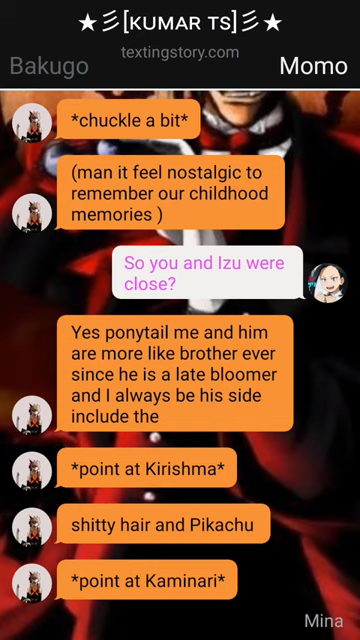 ★彡[ᴋᴜᴍᴀʀ ᴛs]彡★
textingstory.com
Bakugo
Momo
*chuckle a bit*
(man it feel nostalgic to
remember our childhood
memories )
So you and Izu were
close?
Yes ponytail me and him
are more like brother ever
since he is a late bloomer
and I always be his side
include the
*point at Kirishma*
shitty hair and Pikachu
*point at Kaminari*
Mina